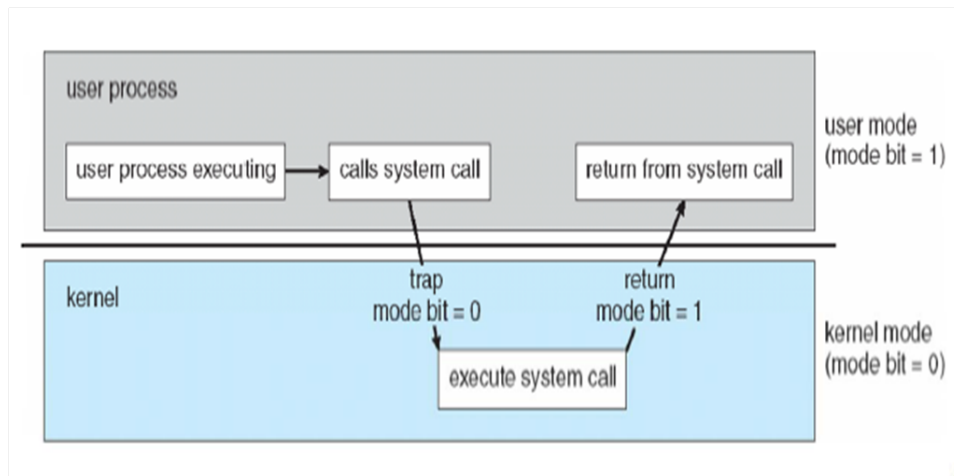 user process
user process executing
calls system call
return from system call
user mode
(mode bit = 1)
trap
mode bit = 0
return
mode bit = 1
kernel
kernel mode
(mode bit = 0)
execute system call